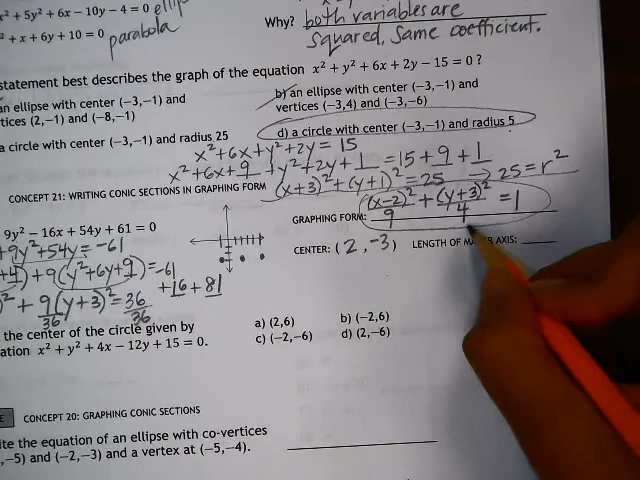 x² + 5y² + 6x − 10y − 4 = 0 ellip
² + x + 6y + 10 = 0 parabola
Why? both variables are
squared. Same coefficient.
statement best describes the graph of the equation x² + y² + 6x + 2y − 15 = 0 ?
an ellipse with center (−3,−1) and
tices (2,−1) and (−8,−1)
b) an ellipse with center (−3,−1) and
vertices (−3,4) and (−3,−6)
a circle with center (−3,−1) and radius 25
d) a circle with center (−3,−1) and radius 5
x² + 6x + y² + 2y = 15
x² + 6x + 9 + y² + 2y + 1 = 15 + 9 + 1
(x+3)² + (y+1)² = 25 → 25 = r²
CONCEPT 21: WRITING CONIC SECTIONS IN GRAPHING FORM
9y² − 16x + 54y + 61 = 0
+ 9y² + 54y = −61
+4) + 9(y² + 6y + 9) = −61
+16 + 81
)² + 9(y+3)² = 36
36 36
GRAPHING FORM: (x−2)²/9 + (y+3)²/4 = 1
CENTER: (2, −3) LENGTH OF AXIS:
the center of the circle given by
ation x² + y² + 4x − 12y + 15 = 0.
a) (2,6) b) (−2,6)
c) (−2,−6) d) (2,−6)
E CONCEPT 20: GRAPHING CONIC SECTIONS
ite the equation of an ellipse with co-vertices
,−5) and (−2,−3) and a vertex at (−5,−4).